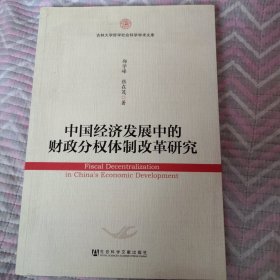 吉林大学哲学社会科学学术文库
著
中国经济发展中的
财政分权体制改革研究
Fiscal Decentralization
in China's Economic Development
社会科学文献出版社